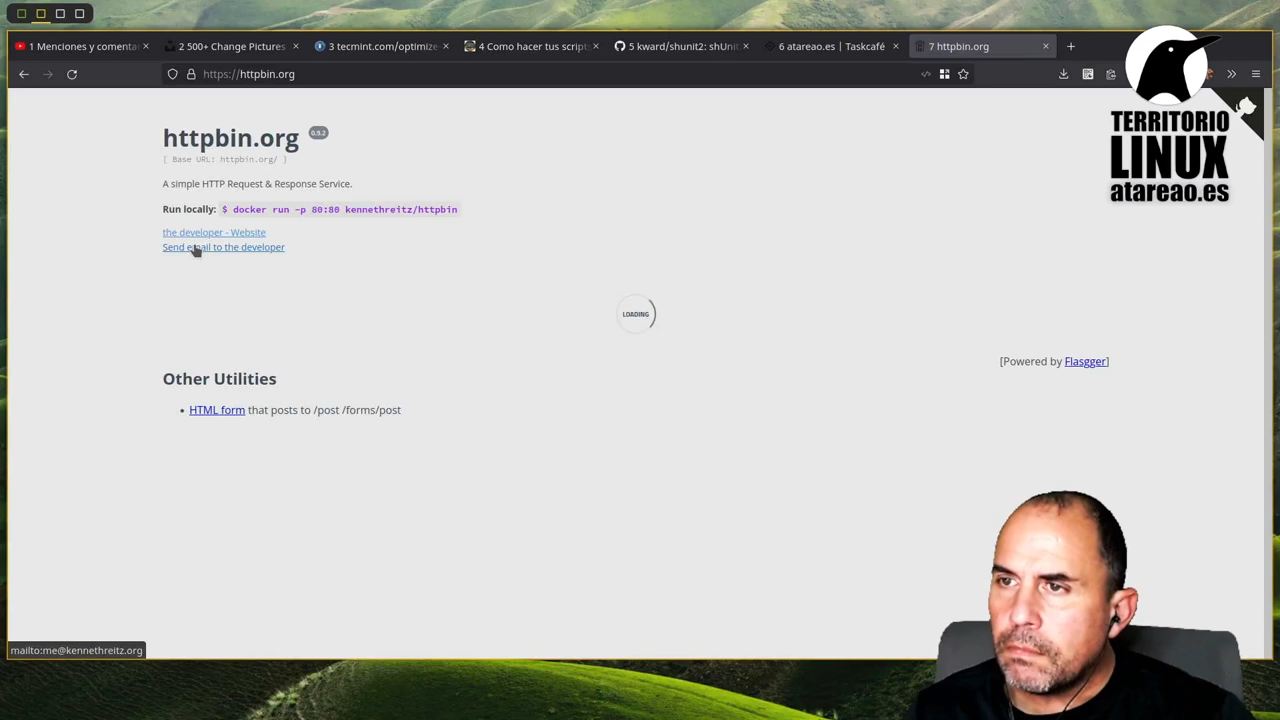 1 Menciones y comenta
2 500+ Change Pictures
3 tecmint.com/optimize
4 Como hacer tus script
5 kward/shunit2: shUni
6 atareao.es | Taskcafé
7 httpbin.org
https://httpbin.org
TERRITORIO
LINUX
atareao.es
httpbin.org 0.9.2
[ Base URL: httpbin.org/ ]
A simple HTTP Request & Response Service.
Run locally: $ docker run -p 80:80 kennethreitz/httpbin
the developer - Website
Send email to the developer
LOADING
[Powered by Flasgger]
Other Utilities
• HTML form that posts to /post /forms/post
mailto:me@kennethreitz.org